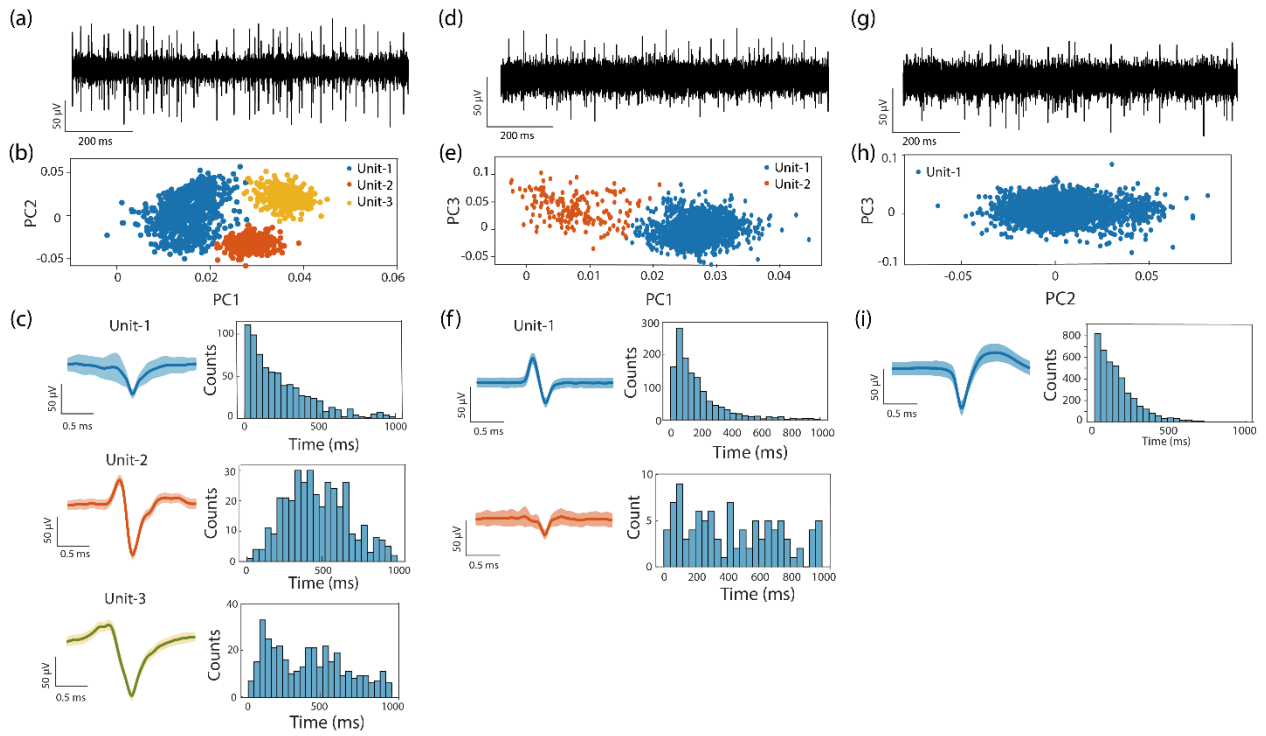 (a)
50 µV
200 ms
(b)
PC2
0.05
0
-0.05
0
0.02
0.04
0.06
PC1
Unit-1
Unit-2
Unit-3
(c)
Unit-1
50 µV
0.5 ms
Counts
100
50
0
0
500
1000
Time (ms)
Unit-2
50 µV
0.5 ms
Counts
30
20
10
0
0
500
1000
Time (ms)
Unit-3
50 µV
0.5 ms
Counts
40
20
0
0
500
1000
Time (ms)
(d)
50 µV
200 ms
(e)
PC3
0.1
0.05
0
-0.05
0
0.01
0.02
0.03
0.04
PC1
Unit-1
Unit-2
(f)
Unit-1
50 µV
0.5 ms
Counts
300
200
100
0
0 200 400 600 800 1000
Time (ms)
50 µV
0.5 ms
Count
10
5
0
0 200 400 600 800 1000
Time (ms)
(g)
50 µV
200 ms
(h)
PC3
0.1
0
-0.1
-0.05
0
0.05
PC2
Unit-1
(i)
50 µV
0.5 ms
Counts
800
600
400
200
0
0
500
1000
Time (ms)